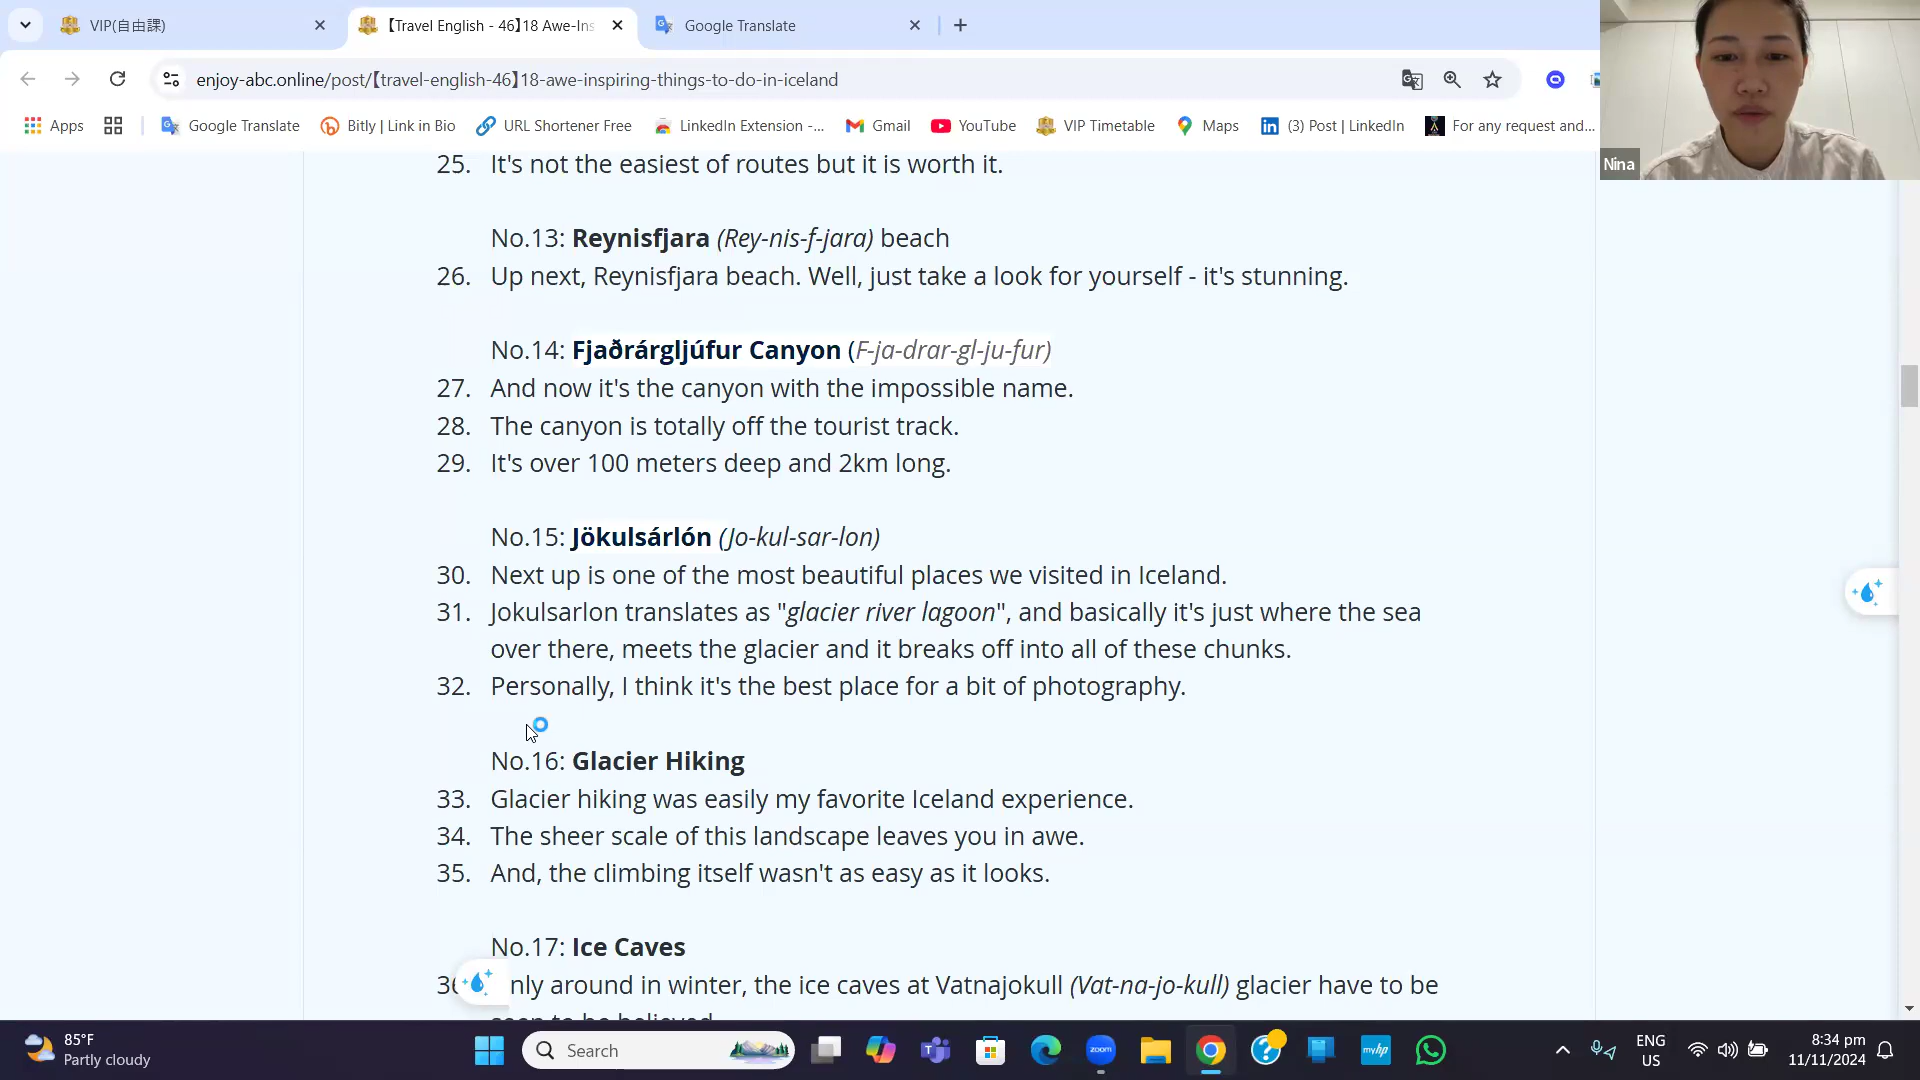 VIP(自由課)
【Travel English - 46】18 Awe-Ins
Google Translate
enjoy-abc.online/post/【travel-english-46】18-awe-inspiring-things-to-do-in-iceland
Apps
Google Translate
Bitly | Link in Bio
URL Shortener Free
LinkedIn Extension -...
Gmail
YouTube
VIP Timetable
Maps
(3) Post | LinkedIn
For any request and...
Nina
25. It's not the easiest of routes but it is worth it.
No.13: Reynisfjara (Rey-nis-f-jara) beach
26. Up next, Reynisfjara beach. Well, just take a look for yourself - it's stunning.
No.14: Fjaðrárgljúfur Canyon (F-ja-drar-gl-ju-fur)
27. And now it's the canyon with the impossible name.
28. The canyon is totally off the tourist track.
29. It's over 100 meters deep and 2km long.
No.15: Jökulsárlón (Jo-kul-sar-lon)
30. Next up is one of the most beautiful places we visited in Iceland.
31. Jokulsarlon translates as "glacier river lagoon", and basically it's just where the sea
over there, meets the glacier and it breaks off into all of these chunks.
32. Personally, I think it's the best place for a bit of photography.
No.16: Glacier Hiking
33. Glacier hiking was easily my favorite Iceland experience.
34. The sheer scale of this landscape leaves you in awe.
35. And, the climbing itself wasn't as easy as it looks.
No.17: Ice Caves
around in winter, the ice caves at Vatnajokull (Vat-na-jo-kull) glacier have to be
seen to be believed
85°F
Partly cloudy
Search
zoom
myhp
ENG
US
8:34 pm
11/11/2024